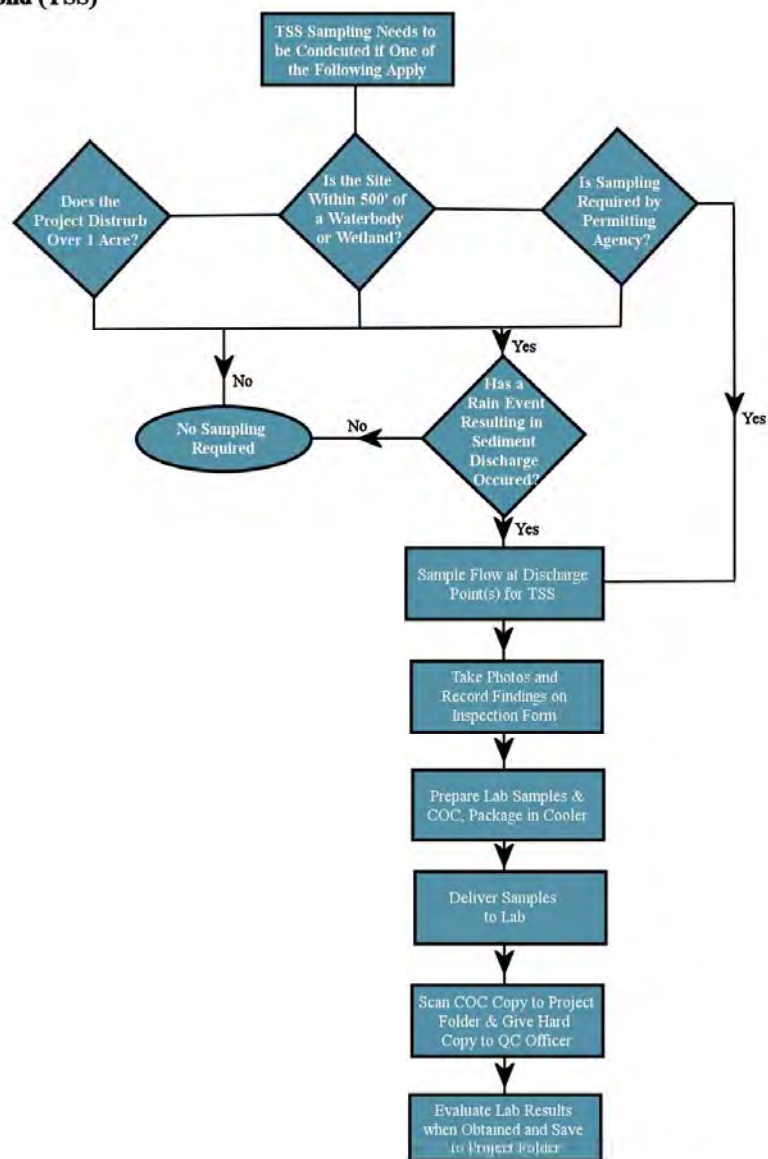 (TSS)
TSS Sampling Needs to
be Condcuted if One of
the Following Apply
Does the
Project Distrurb
Over 1 Acre?
Is the Site
Within 500' of
a Waterbody
or Wetland?
Is Sampling
Required by
Permitting
Agency?
No
Yes
Yes
No Sampling
Required
No
Has a
Rain Event
Resulting in
Sediment
Discharge
Occured?
Yes
Sample Flow at Discharge
Point(s) for TSS
Take Photos and
Record Findings on
Inspection Form
Prepare Lab Samples &
COC, Package in Cooler
Deliver Samples
to Lab
Scan COC Copy to Project
Folder & Give Hard
Copy to QC Officer
Evaluate Lab Results
when Obtained and Save
to Project Folder